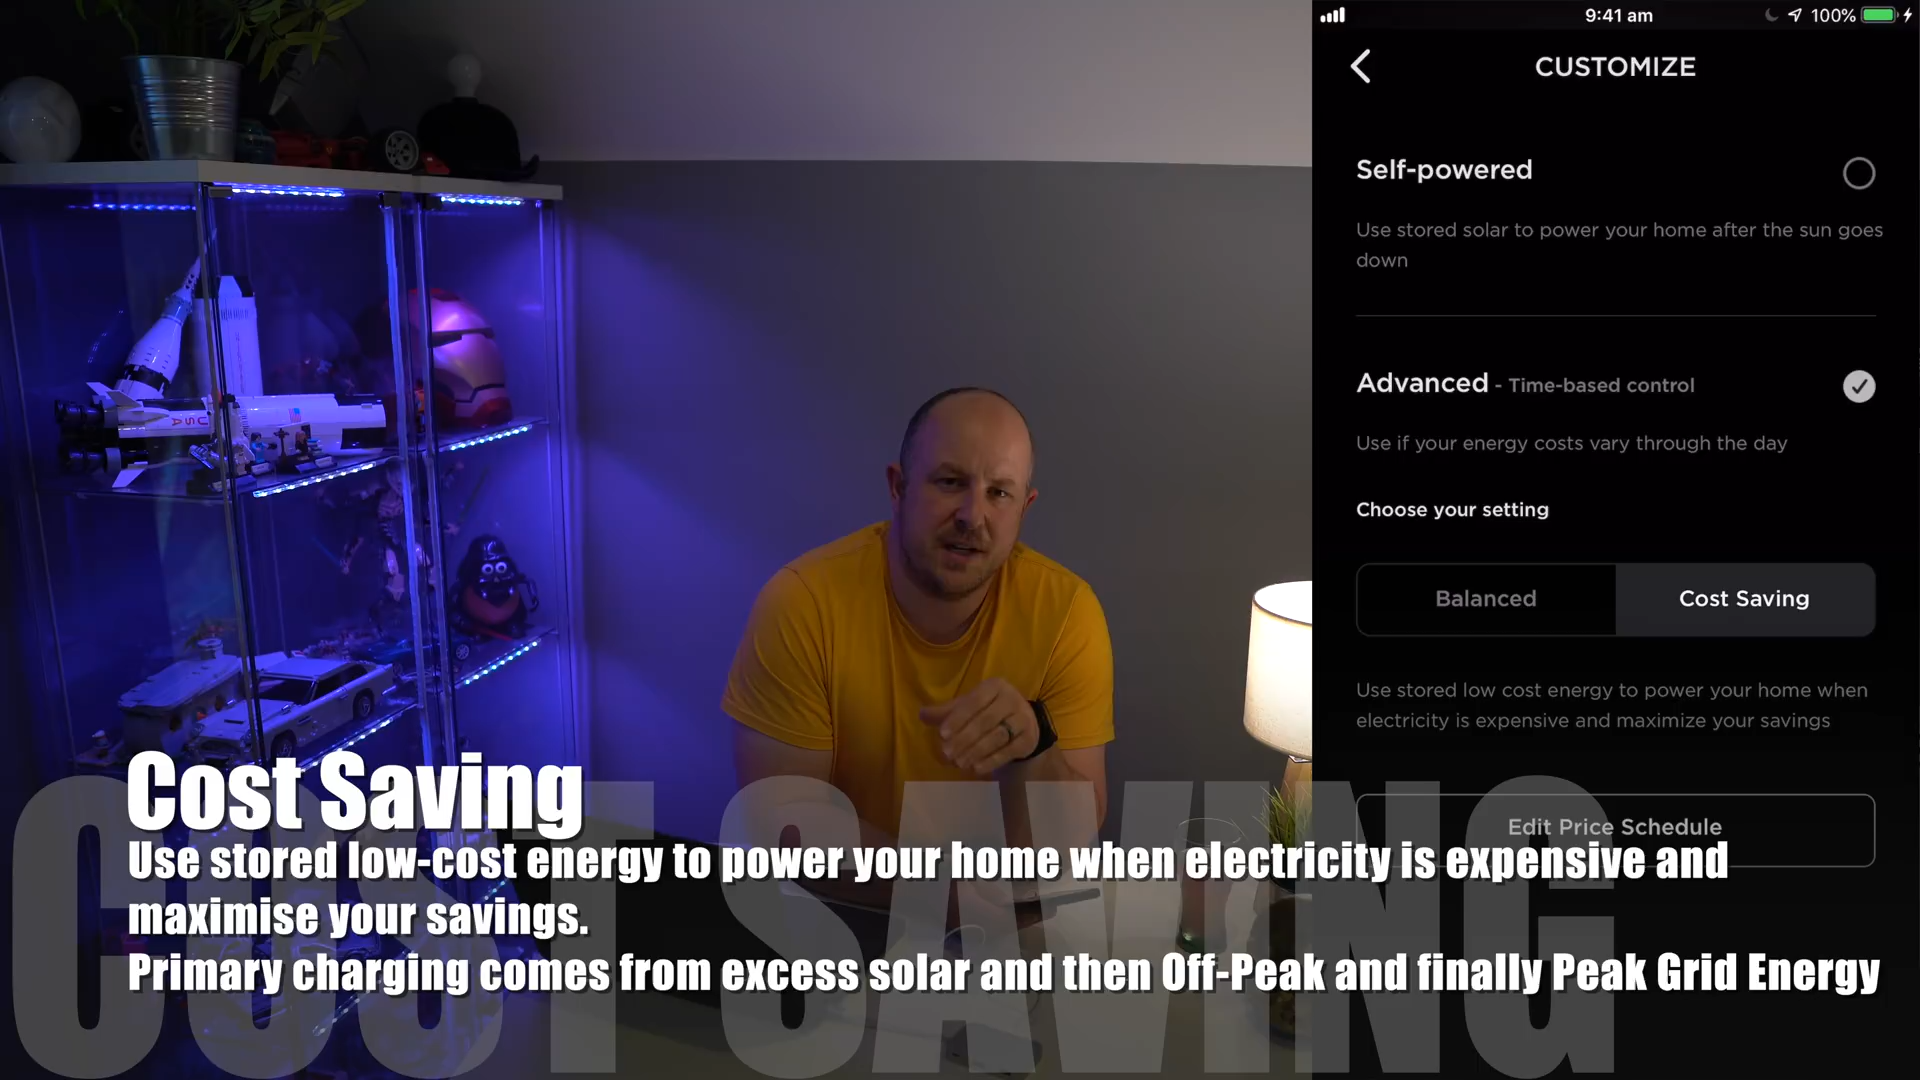 9:41 am
100%
CUSTOMIZE
Self-powered
Use stored solar to power your home after the sun goes
down
Advanced - Time-based control
Use if your energy costs vary through the day
Choose your setting
Balanced
Cost Saving
Use stored low cost energy to power your home when
electricity is expensive and maximize your savings
Edit Price Schedule
USA
COST SAVING
Cost Saving
Use stored low-cost energy to power your home when electricity is expensive and
maximise your savings.
Primary charging comes from excess solar and then Off-Peak and finally Peak Grid Energy